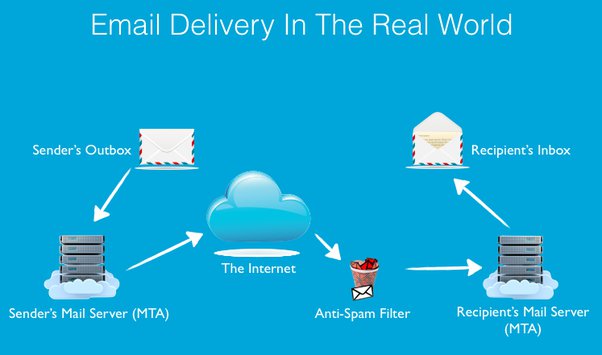 Email Delivery In The Real World
Sender's Outbox
Recipient's Inbox
The Internet
Sender's Mail Server (MTA)
Anti-Spam Filter
Recipient's Mail Server
(MTA)